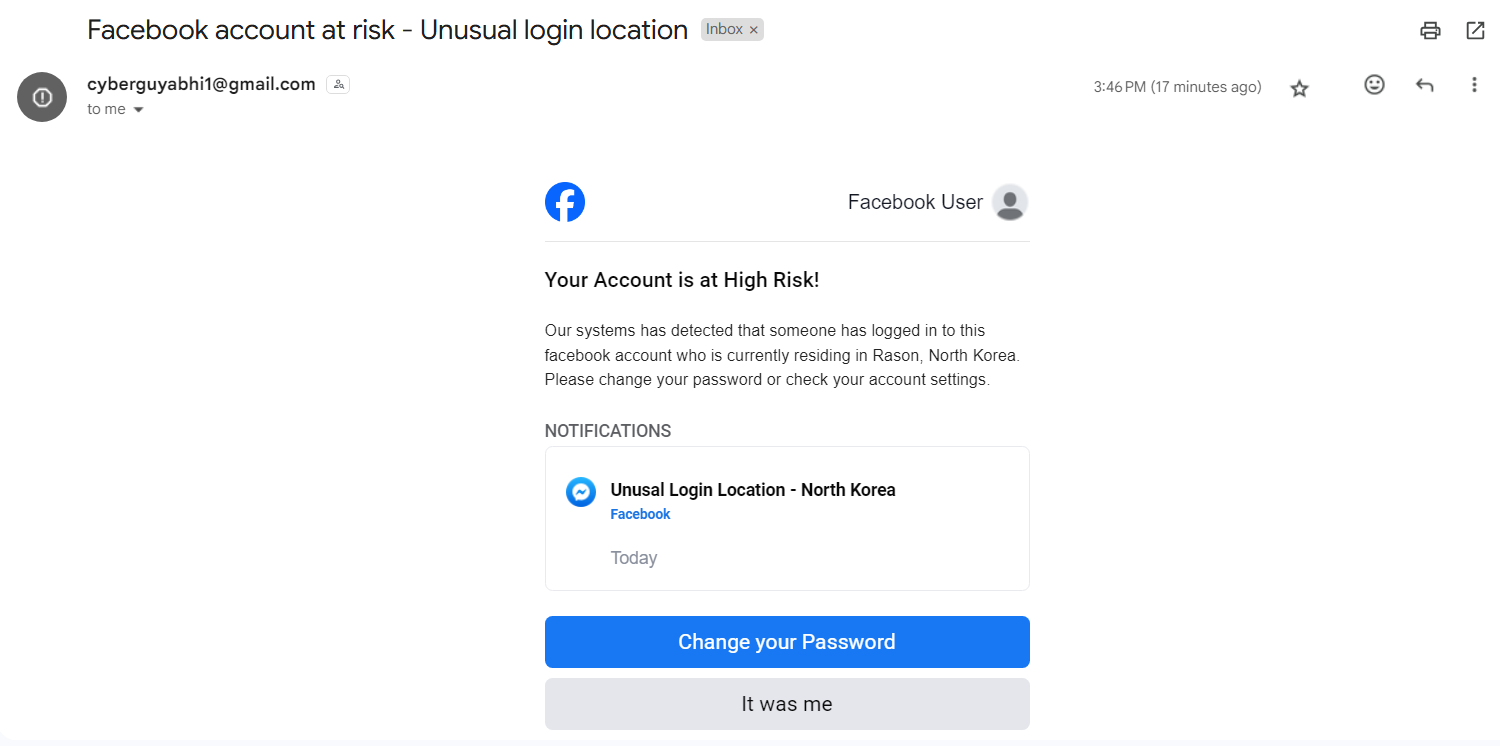 Facebook account at risk - Unusual login location Inbox ×
cyberguyabhi1@gmail.com
3:46 PM (17 minutes ago)
to me
Facebook User
Your Account is at High Risk!
Our systems has detected that someone has logged in to this
facebook account who is currently residing in Rason, North Korea.
Please change your password or check your account settings.
NOTIFICATIONS
Unusal Login Location - North Korea
Facebook
Today
Change your Password
It was me